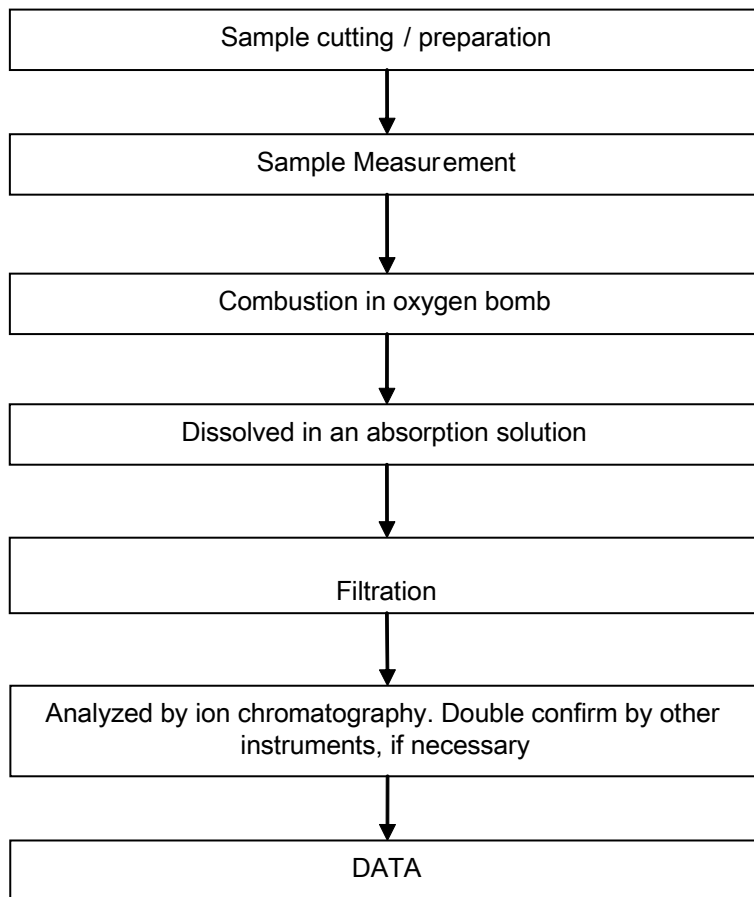 Sample cutting / preparation
Sample Measurement
Combustion in oxygen bomb
Dissolved in an absorption solution
Filtration
Analyzed by ion chromatography. Double confirm by other
instruments, if necessary
DATA